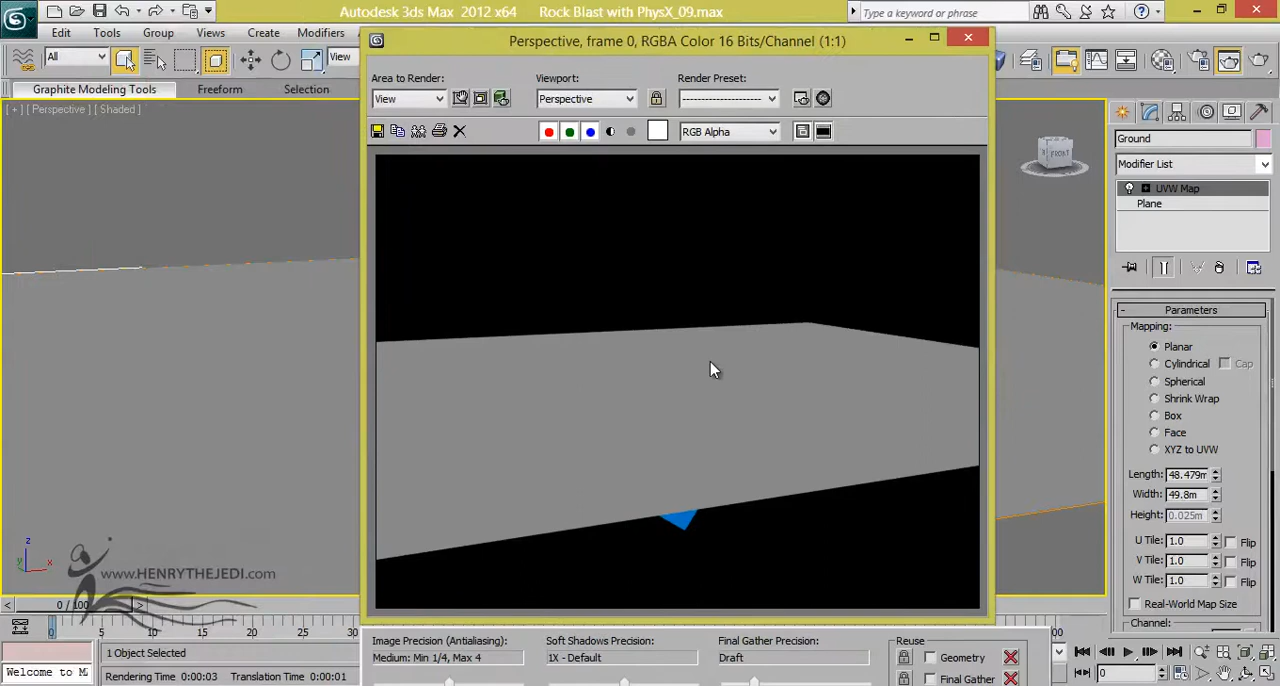 Autodesk 3ds Max 2012 x64 Rock Blast with PhysX_09.max
Type a keyword or phrase
Edit Tools Group Views Create Modifiers
All
View
Graphite Modeling Tools Freeform Selection
[ + ] [ Perspective ] [ Shaded ]
Perspective, frame 0, RGBA Color 16 Bits/Channel (1:1)
Area to Render: Viewport: Render Preset:
View Perspective
RGB Alpha
FRONT
Ground
Modifier List
UVW Map
Plane
Parameters
Mapping:
Planar
Cylindrical Cap
Spherical
Shrink Wrap
Box
Face
XYZ to UVW
Length: 48.479m
Width: 49.8m
Height: 0.025m
U Tile: 1.0 Flip
V Tile: 1.0 Flip
W Tile: 1.0 Flip
Real-World Map Size
Channel:
z
y
x
www.HENRYTHEJEDI.com
0 / 100
0 5 10 15 20 25 30
Image Precision (Antialiasing): Soft Shadows Precision: Final Gather Precision: Reuse
Medium: Min 1/4, Max 4 1X - Default Draft Geometry
Final Gather
1 Object Selected
Welcome to M
Rendering Time 0:00:03 Translation Time 0:00:01
0